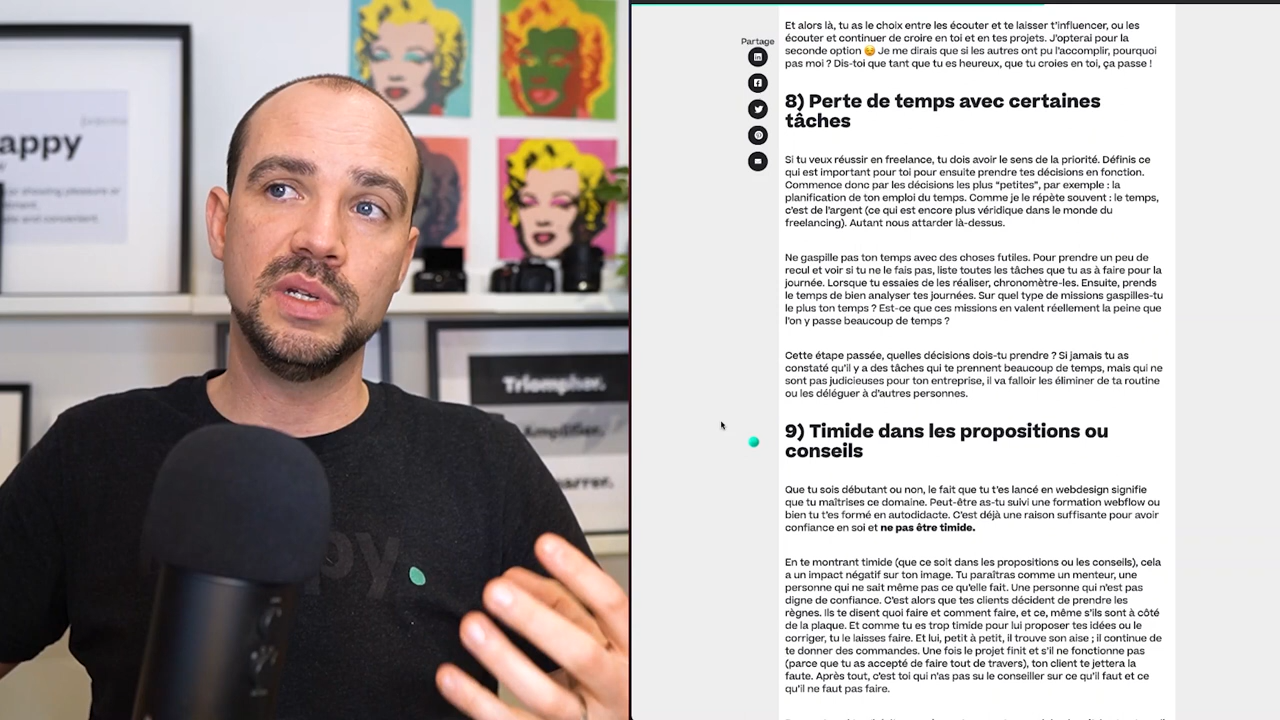 appy
Triompher.
Amplifier.
Partage
Et alors là, tu as le choix entre les écouter et te laisser t'influencer, ou les
écouter et continuer de croire en toi et en tes projets. J'opterai pour la
seconde option 😌 Je me dirais que si les autres ont pu l'accomplir, pourquoi
pas moi ? Dis-toi que tant que tu es heureux, que tu croies en toi, ça passe !
8) Perte de temps avec certaines
tâches
Si tu veux réussir en freelance, tu dois avoir le sens de la priorité. Définis ce
qui est important pour toi pour ensuite prendre tes décisions en fonction.
Commence donc par les décisions les plus "petites", par exemple : la
planification de ton emploi du temps. Comme je le répète souvent : le temps,
c'est de l'argent (ce qui est encore plus véridique dans le monde du
freelancing). Autant nous attarder là-dessus.
Ne gaspille pas ton temps avec des choses futiles. Pour prendre un peu de
recul et voir si tu ne le fais pas, liste toutes les tâches que tu as à faire pour la
journée. Lorsque tu essaies de les réaliser, chronomètre-les. Ensuite, prends
le temps de bien analyser tes journées. Sur quel type de missions gaspilles-tu
le plus ton temps ? Est-ce que ces missions en valent réellement la peine que
l'on y passe beaucoup de temps ?
Cette étape passée, quelles décisions dois-tu prendre ? Si jamais tu as
constaté qu'il y a des tâches qui te prennent beaucoup de temps, mais qui ne
sont pas judicieuses pour ton entreprise, il va falloir les éliminer de ta routine
ou les déléguer à d'autres personnes.
9) Timide dans les propositions ou
conseils
Que tu sois débutant ou non, le fait que tu t'es lancé en webdesign signifie
que tu maîtrises ce domaine. Peut-être as-tu suivi une formation webflow ou
bien tu t'es formé en autodidacte. C'est déjà une raison suffisante pour avoir
confiance en soi et ne pas être timide.
En te montrant timide (que ce soit dans les propositions ou les conseils), cela
a un impact négatif sur ton image. Tu paraîtras comme un menteur, une
personne qui ne sait même pas ce qu'elle fait. Une personne qui n'est pas
digne de confiance. C'est alors que tes clients décident de prendre les
règnes. Ils te disent quoi faire et comment faire, et ce, même s'ils sont à côté
de la plaque. Et comme tu es trop timide pour lui proposer tes idées ou le
corriger, tu le laisses faire. Et lui, petit à petit, il trouve son aise ; il continue de
te donner des commandes. Une fois le projet finit et s'il ne fonctionne pas
(parce que tu as accepté de faire tout de travers), ton client te jettera la
faute. Après tout, c'est toi qui n'as pas su le conseiller sur ce qu'il faut et ce
qu'il ne faut pas faire.